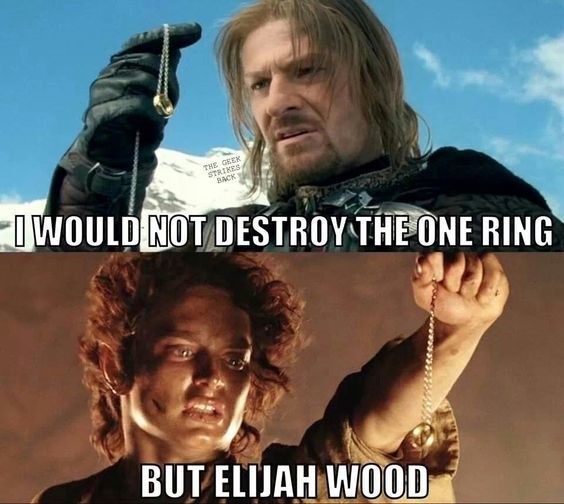 THE GEEK
STRIKES
BACK
I WOULD NOT DESTROY THE ONE RING
BUT ELIJAH WOOD